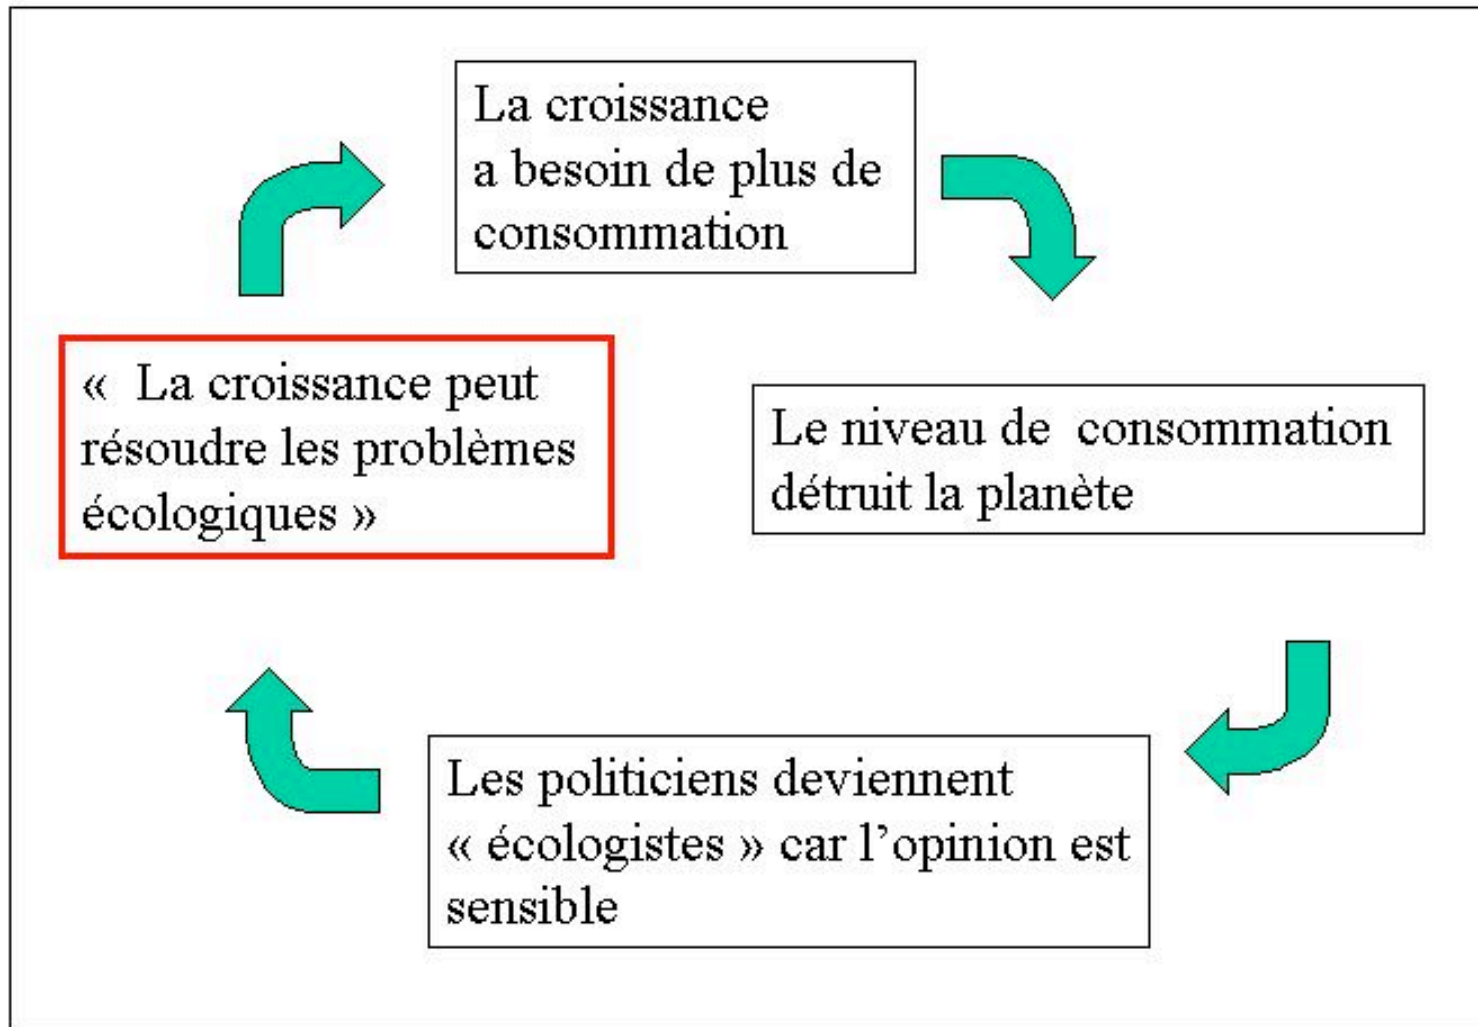 La croissance
a besoin de plus de
consommation
« La croissance peut
résoudre les problèmes
écologiques »
Le niveau de consommation
détruit la planète
Les politiciens deviennent
« écologistes » car l’opinion est
sensible